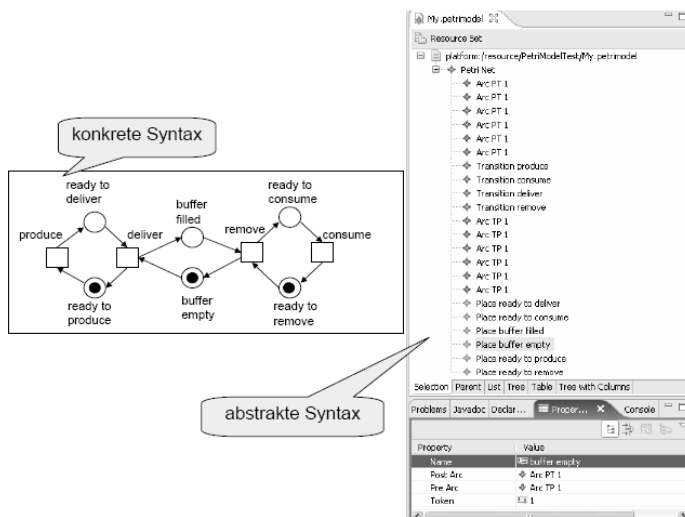 konkrete Syntax
ready to
deliver
buffer
filled
ready to
consume
produce
deliver
remove
consume
ready to
produce
buffer
empty
ready to
remove
abstrakte Syntax
My.petrimodel
Resource Set
platform:/resource/PetriModelTest/My.petrimodel
Petri Net
Arc PT 1
Arc PT 1
Arc PT 1
Arc PT 1
Arc PT 1
Arc PT 1
Transition produce
Transition consume
Transition deliver
Transition remove
Arc TP 1
Arc TP 1
Arc TP 1
Arc TP 1
Arc TP 1
Arc TP 1
Place ready to deliver
Place ready to consume
Place buffer filled
Place buffer empty
Place ready to produce
Place ready to remove
Selection Parent List Tree Table Tree with Columns
Problems Javadoc Declar... Proper... Console
Property Value
Name buffer empty
Post Arc Arc PT 1
Pre Arc Arc TP 1
Token 1